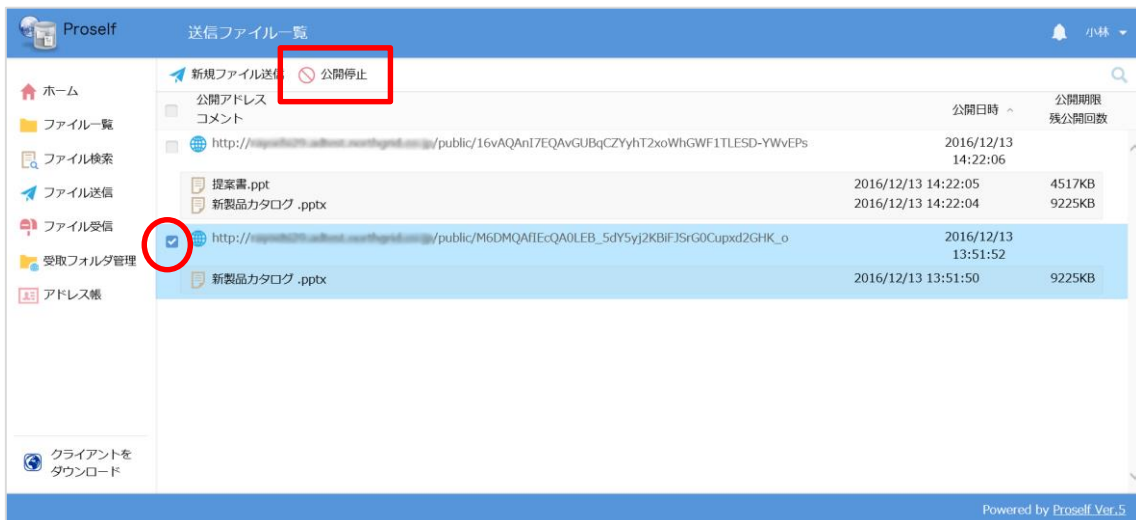 Proself
送信ファイル一覧
小林
ホーム
ファイル一覧
ファイル検索
ファイル送信
ファイル受信
受取フォルダ管理
アドレス帳
クライアントを
ダウンロード
新規ファイル送信
公開停止
公開アドレス
コメント
公開日時
公開期限
残公開回数
http:// /public/16vAQAnI7EQAvGUBqCZYyhT2xoWhGWF1TLESD-YWvEPs
2016/12/13
14:22:06
提案書.ppt 2016/12/13 14:22:05 4517KB
新製品カタログ .pptx 2016/12/13 14:22:04 9225KB
http:// /public/M6DMQAfIEcQA0LEB_5dY5yj2KBiFJSrG0Cupxd2GHK_o
2016/12/13
13:51:52
新製品カタログ .pptx 2016/12/13 13:51:50 9225KB
Powered by Proself Ver.5